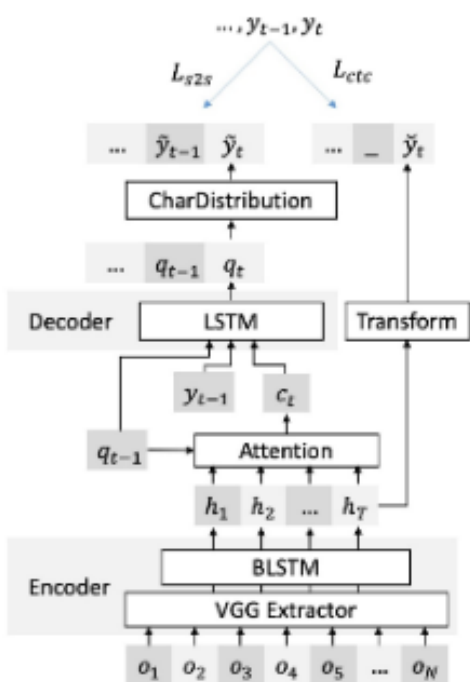 ..., y_{t-1}, y_t
L_{s2s} L_{ctc}
... ỹ_{t-1} ỹ_t ... _ y̌_t
CharDistribution
... q_{t-1} q_t
Decoder LSTM Transform
y_{t-1} c_t
q_{t-1} Attention
h_1 h_2 ... h_T
BLSTM
Encoder
VGG Extractor
o_1 o_2 o_3 o_4 o_5 ... o_N